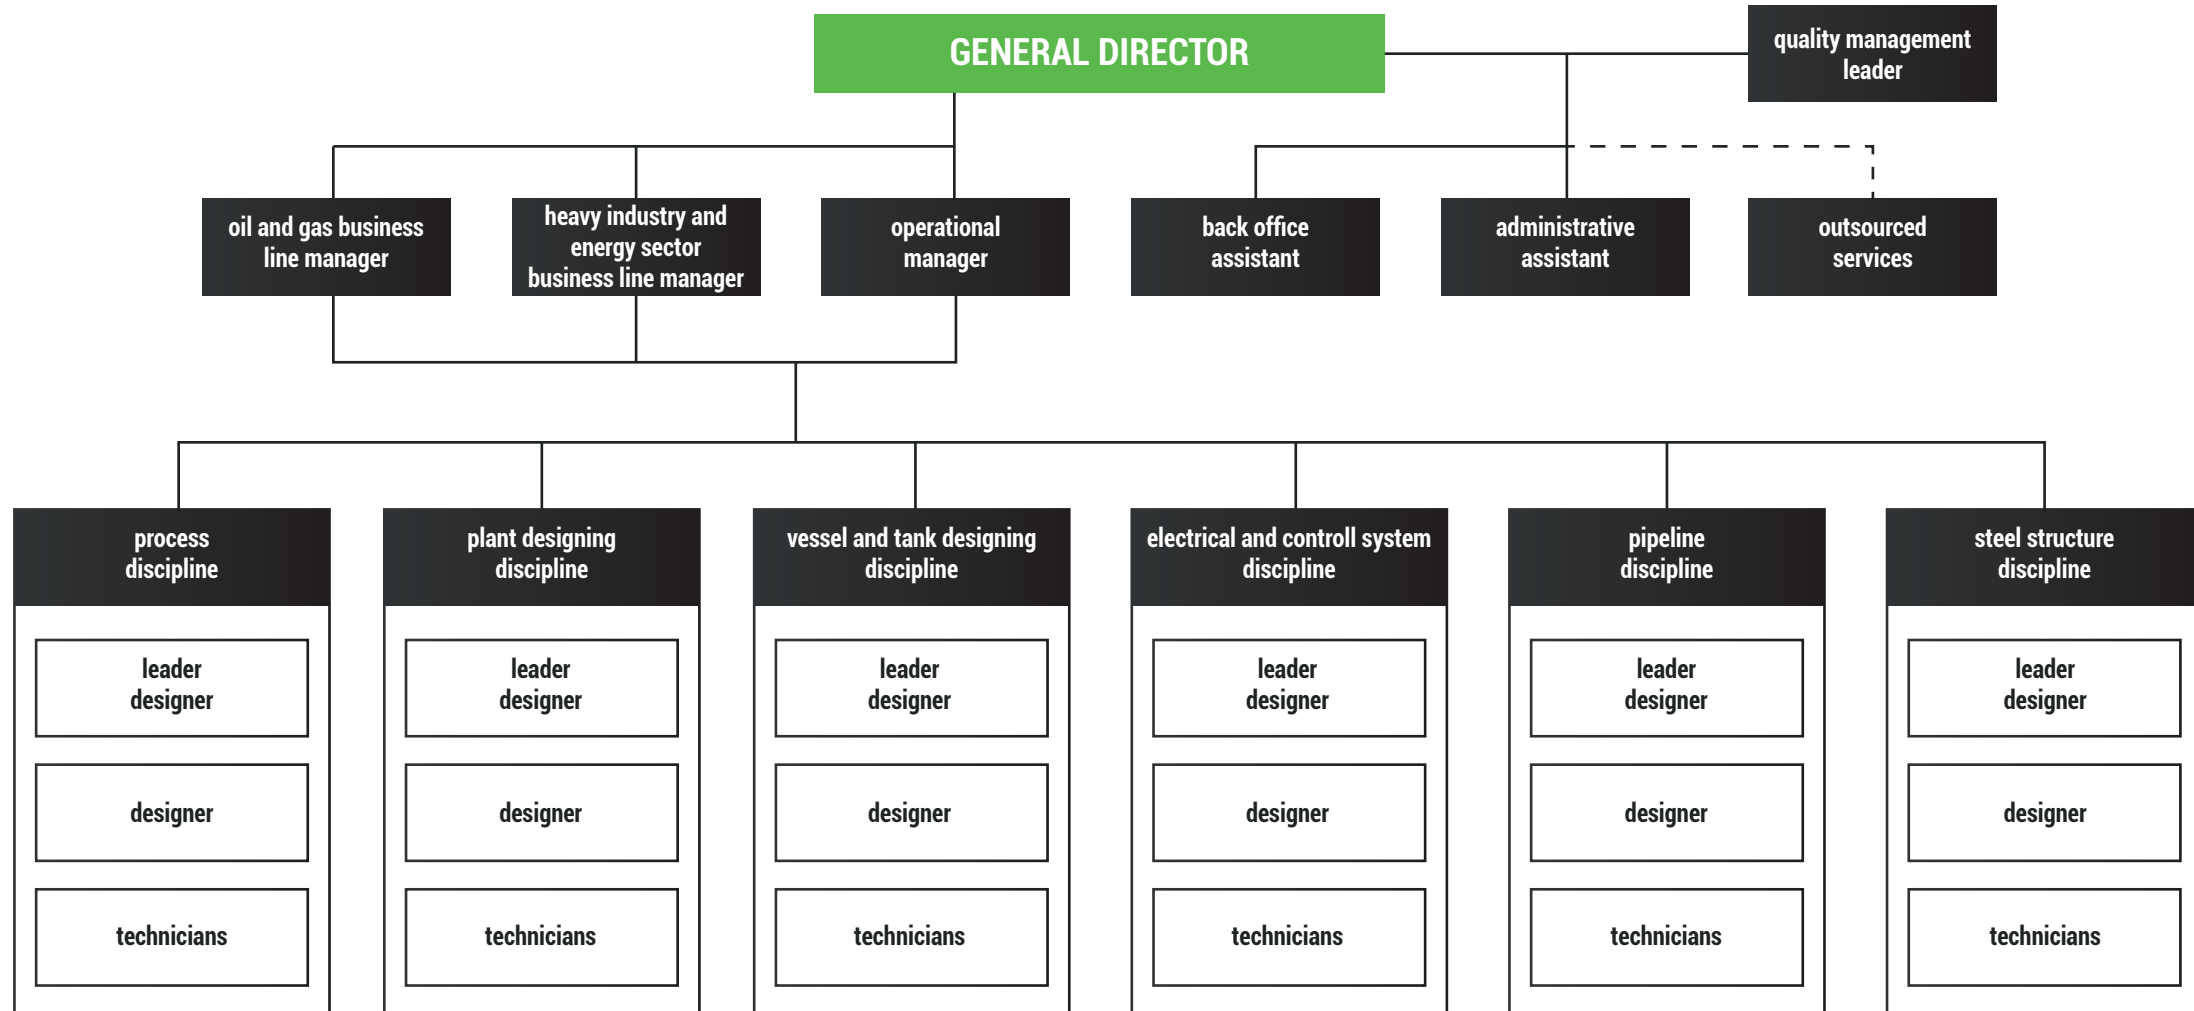 GENERAL DIRECTOR
quality management
leader
oil and gas business
line manager
heavy industry and
energy sector
business line manager
operational
manager
back office
assistant
administrative
assistant
outsourced
services
process
discipline
plant designing
discipline
vessel and tank designing
discipline
electrical and controll system
discipline
pipeline
discipline
steel structure
discipline
leader
designer
leader
designer
leader
designer
leader
designer
leader
designer
leader
designer
designer
designer
designer
designer
designer
designer
technicians
technicians
technicians
technicians
technicians
technicians